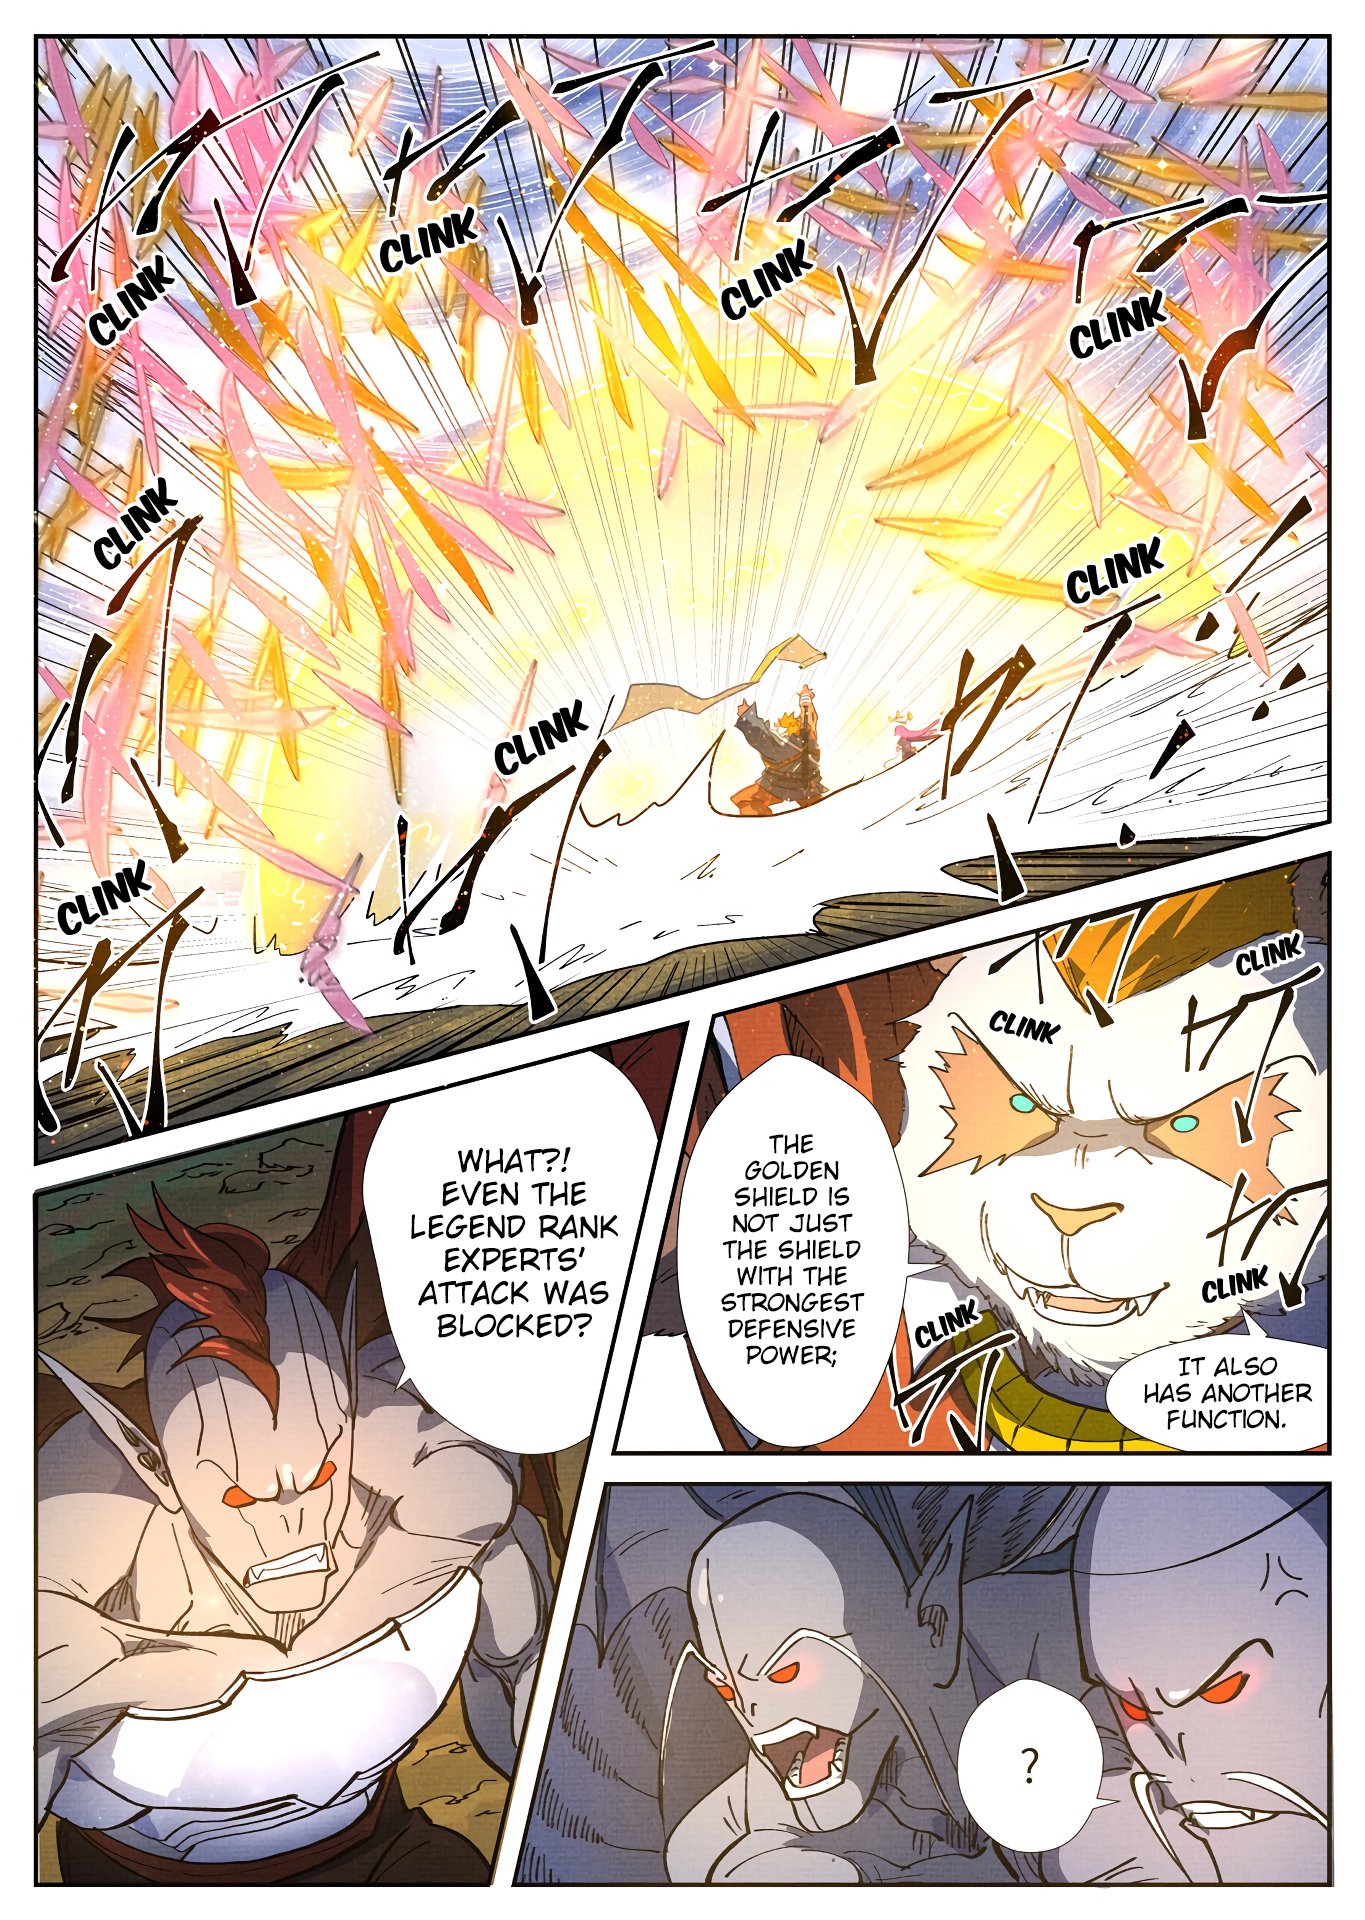 CLINK
CLINK
CLINK
CLINK
CLINK
CLINK
CLINK
CLINK
CLINK
CLINK
WHAT?!
EVEN THE
LEGEND RANK
EXPERTS'
ATTACK WAS
BLOCKED?
THE
GOLDEN
SHIELD IS
NOT JUST
THE SHIELD
WITH THE
STRONGEST
DEFENSIVE
POWER;
CLINK
CLINK
IT ALSO
HAS ANOTHER
FUNCTION.
?